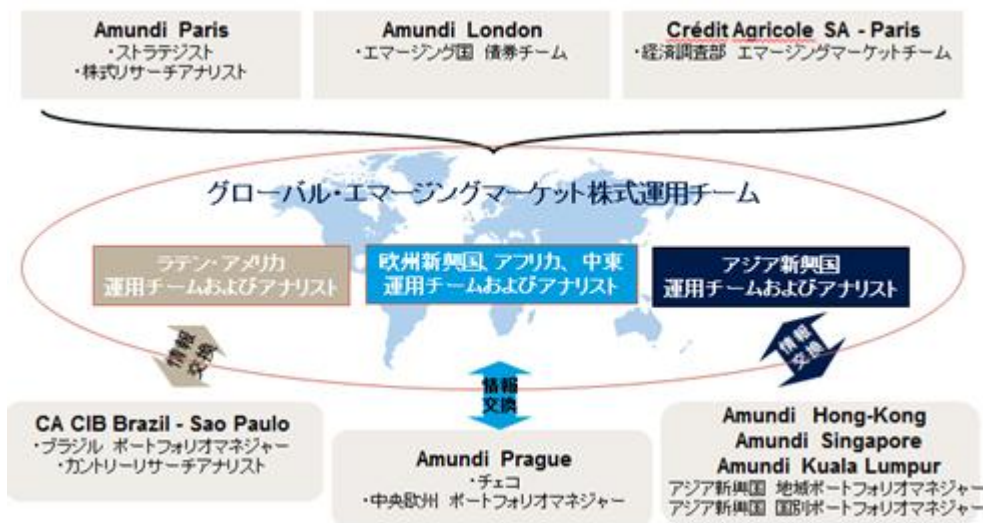 Amundi Paris
・ストラテジスト
・株式リサーチアナリスト
Amundi London
・エマージング国 債券チーム
Crédit Agricole SA - Paris
・経済調査部 エマージングマーケットチーム
グローバル・エマージングマーケット株式運用チーム
ラテン・アメリカ
運用チームおよびアナリスト
欧州新興国、アフリカ、中東
運用チームおよびアナリスト
アジア新興国
運用チームおよびアナリスト
情報
交換
情報
交換
情報
交換
CA CIB Brazil - Sao Paulo
・ブラジル ポートフォリオマネジャー
・カントリーリサーチアナリスト
Amundi Prague
・チェコ
・中央欧州 ポートフォリオマネジャー
Amundi Hong-Kong
Amundi Singapore
Amundi Kuala Lumpur
アジア新興国 地域ポートフォリオマネジャー
アジア新興国 国別ポートフォリオマネジャー